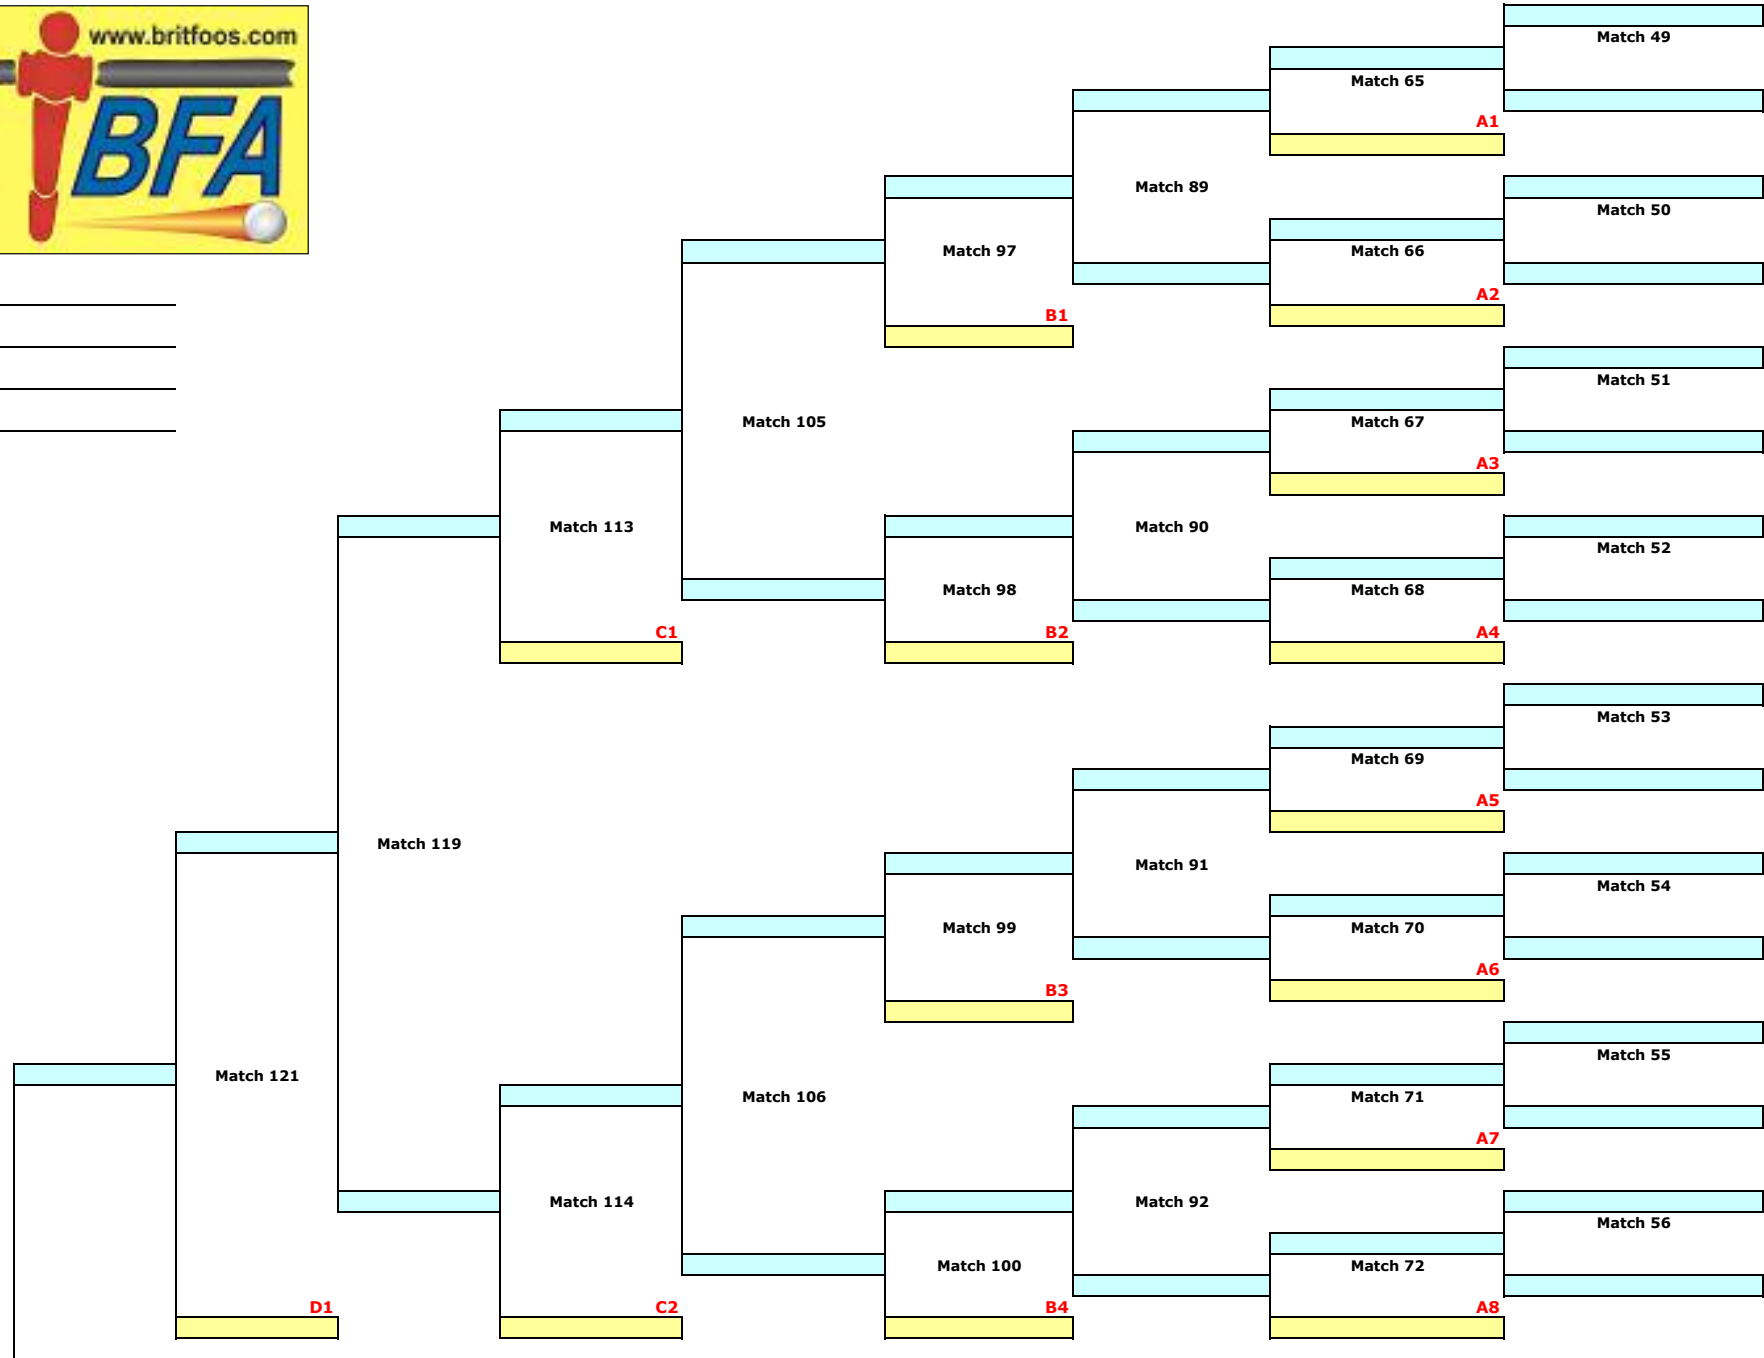 www.britfoos.com
BFA
Match 49
Match 65
A1
Match 89
Match 50
Match 97
Match 66
A2
B1
Match 51
Match 105
Match 67
A3
Match 113
Match 90
Match 52
Match 98
Match 68
C1
B2
A4
Match 53
Match 69
A5
Match 119
Match 91
Match 54
Match 99
Match 70
A6
B3
Match 55
Match 121
Match 106
Match 71
A7
Match 114
Match 92
Match 56
Match 100
Match 72
D1
C2
B4
A8